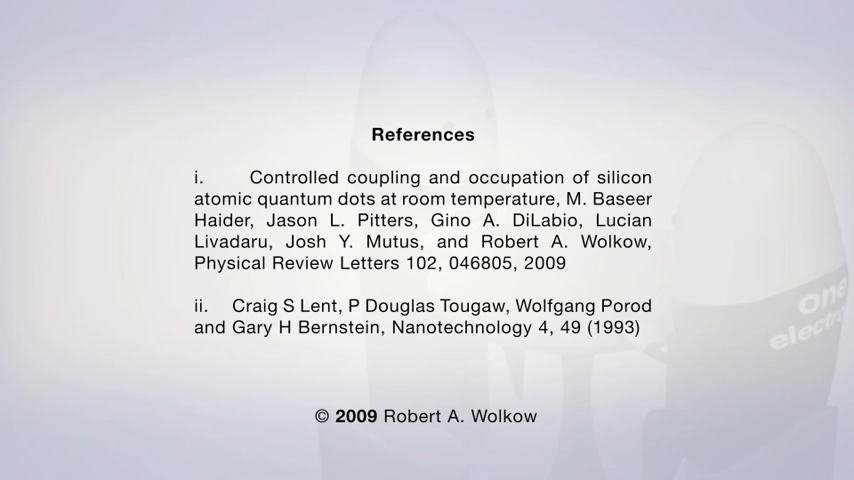 References
i. Controlled coupling and occupation of silicon
atomic quantum dots at room temperature, M. Baseer
Haider, Jason L. Pitters, Gino A. DiLabio, Lucian
Livadaru, Josh Y. Mutus, and Robert A. Wolkow,
Physical Review Letters 102, 046805, 2009
ii. Craig S Lent, P Douglas Tougaw, Wolfgang Porod
and Gary H Bernstein, Nanotechnology 4, 49 (1993)
© 2009 Robert A. Wolkow
one
electr